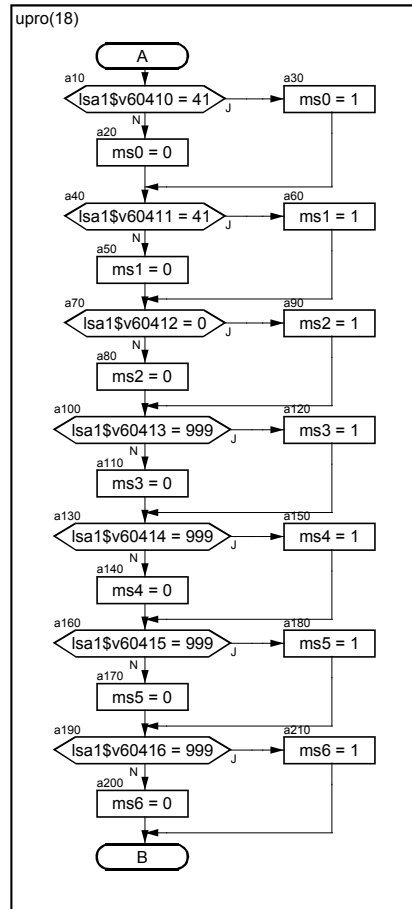 upro(18)
A
a10
lsa1$v60410 = 41
J
a30
ms0 = 1
N
a20
ms0 = 0
a40
lsa1$v60411 = 41
J
a60
ms1 = 1
N
a50
ms1 = 0
a70
lsa1$v60412 = 0
J
a90
ms2 = 1
N
a80
ms2 = 0
a100
lsa1$v60413 = 999
J
a120
ms3 = 1
N
a110
ms3 = 0
a130
lsa1$v60414 = 999
J
a150
ms4 = 1
N
a140
ms4 = 0
a160
lsa1$v60415 = 999
J
a180
ms5 = 1
N
a170
ms5 = 0
a190
lsa1$v60416 = 999
J
a210
ms6 = 1
N
a200
ms6 = 0
B